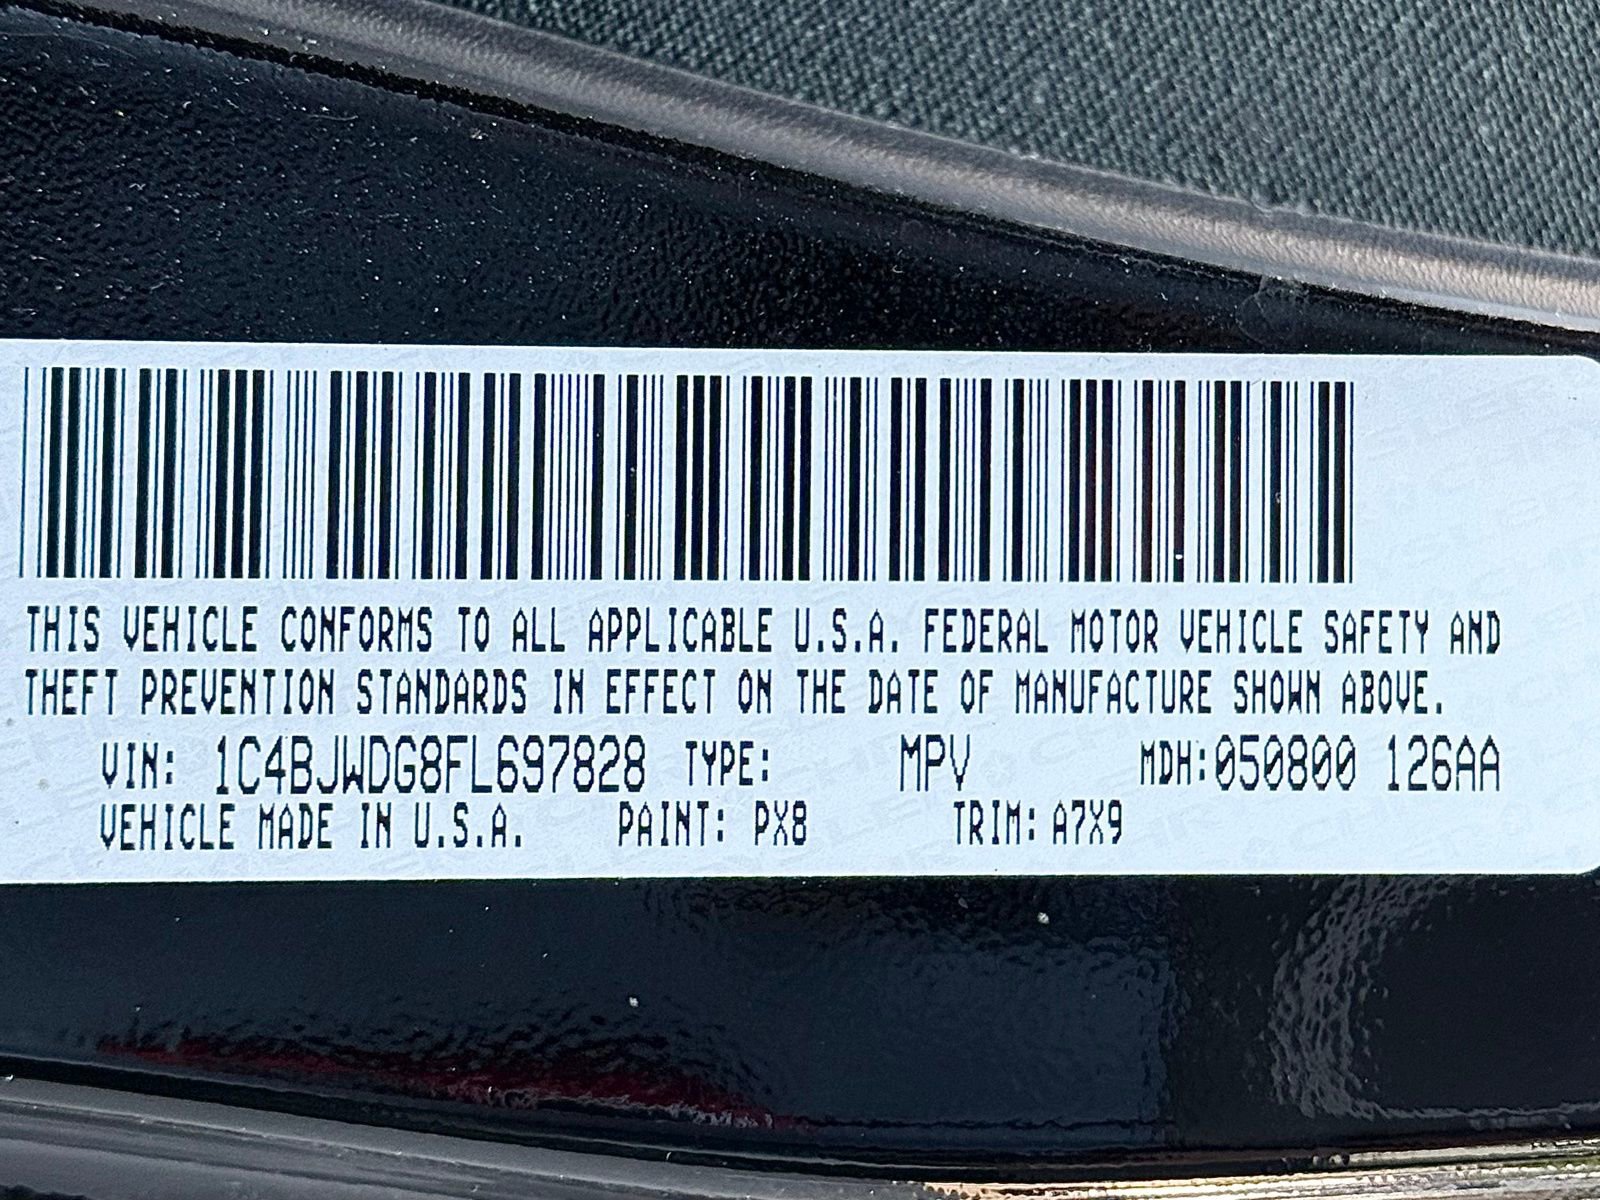 THIS VEHICLE CONFORMS TO ALL APPLICABLE U.S.A. FEDERAL MOTOR VEHICLE SAFETY AND
THEFT PREVENTION STANDARDS IN EFFECT ON THE DATE OF MANUFACTURE SHOWN ABOVE.
VIN: 1C4BJWDG8FL697828 TYPE: MPV MDH:050800 126AA
VEHICLE MADE IN U.S.A. PAINT: PX8 TRIM: A7X9